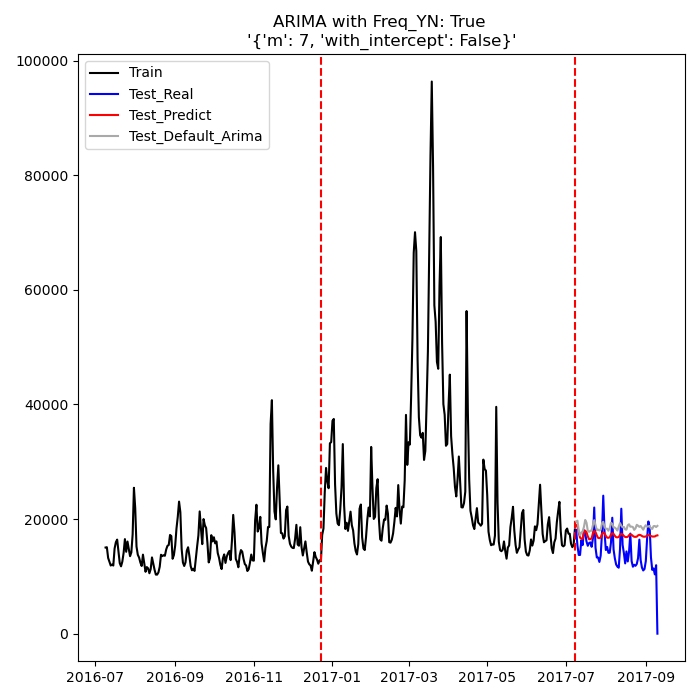 ARIMA with Freq_YN: True
'{'m': 7, 'with_intercept': False}'
Train
Test_Real
Test_Predict
Test_Default_Arima
100000
80000
60000
40000
20000
0
2016-07 2016-09 2016-11 2017-01 2017-03 2017-05 2017-07 2017-09